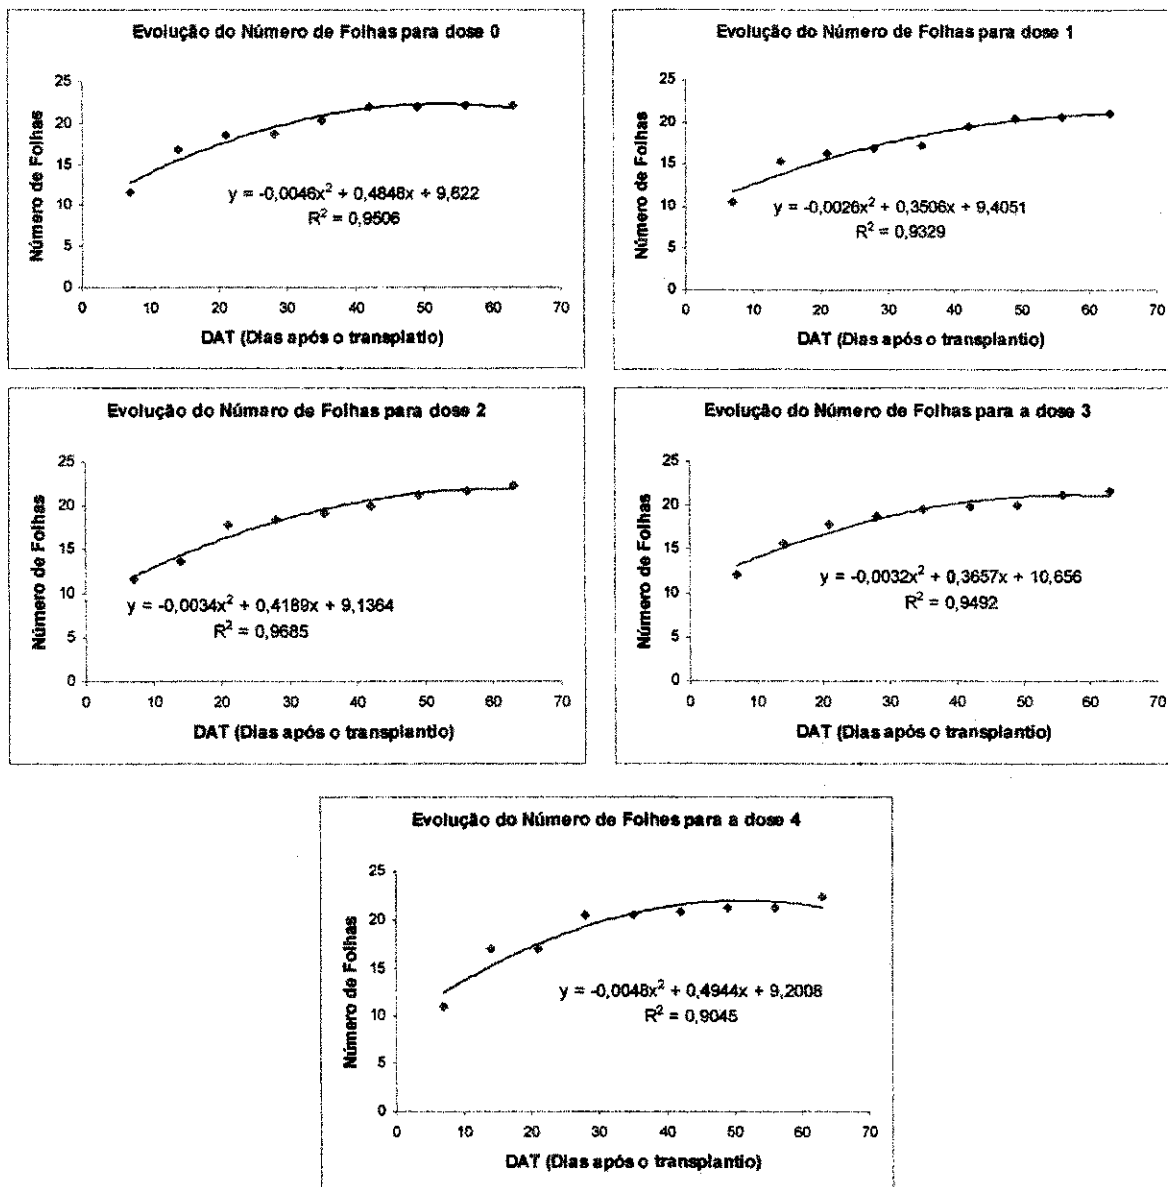 Evolução do Número de Folhas para dose 0
Número de Folhas
25
20
15
10
5
0
y = -0,0046x² + 0,4848x + 9,622
R² = 0,9506
0 10 20 30 40 50 60 70
DAT (Dias após o transplatio)
Evolução do Número de Folhas para dose 1
Número de Folhas
25
20
15
10
5
0
y = -0,0026x² + 0,3506x + 9,4051
R² = 0,9329
0 10 20 30 40 50 60 70
DAT (Dias após o transplantio)
Evolução do Número de Folhas para dose 2
Número de Folhas
25
20
15
10
5
0
y = -0,0034x² + 0,4189x + 9,1364
R² = 0,9685
0 10 20 30 40 50 60 70
DAT (Dias após o transplantio)
Evolução do Número de Folhas para a dose 3
Número de Folhas
25
20
15
10
5
0
y = -0,0032x² + 0,3657x + 10,656
R² = 0,9492
0 10 20 30 40 50 60 70
DAT (Dias após o transplantio)
Evolução do Número de Folhes para a dose 4
Número de Folhas
25
20
15
10
5
0
y = -0,0048x² + 0,4944x + 9,2008
R² = 0,9045
0 10 20 30 40 50 60 70
DAT (Dias após o transplantio)